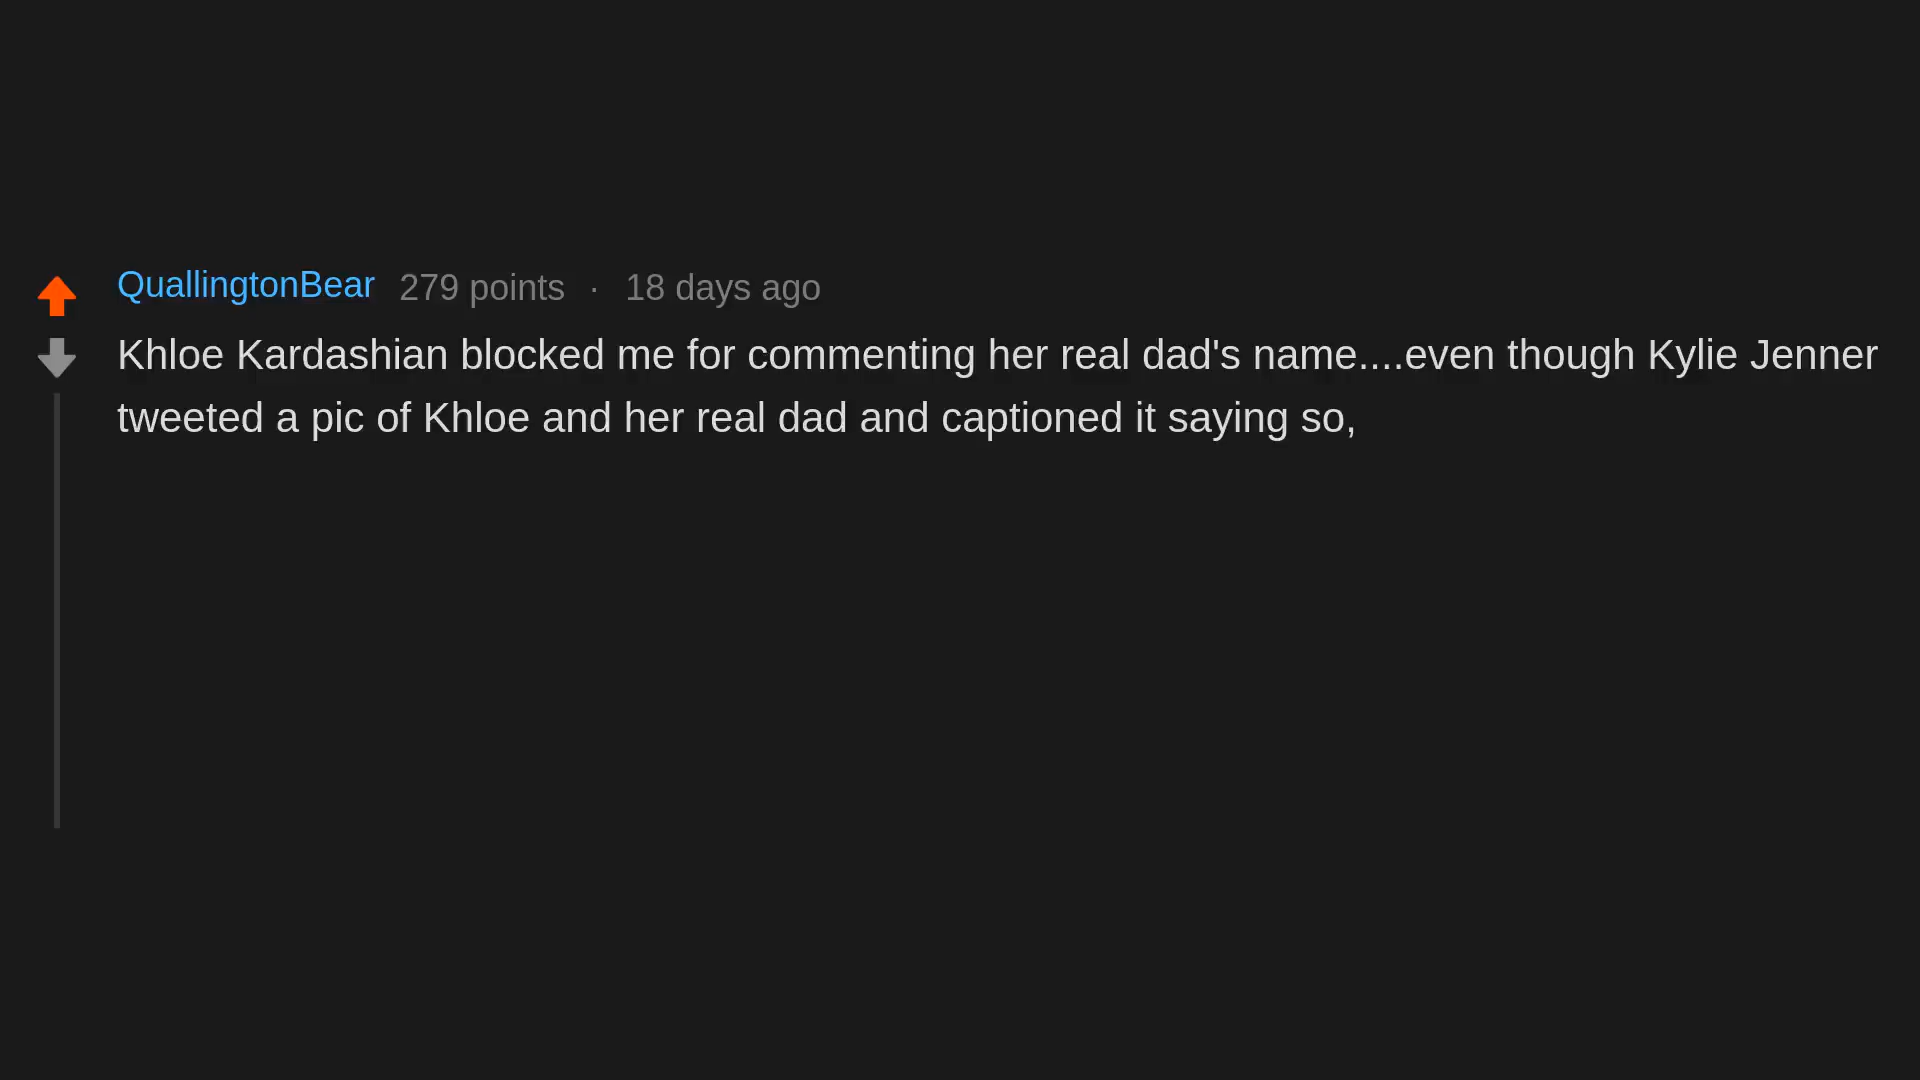 QuallingtonBear 279 points · 18 days ago
Khloe Kardashian blocked me for commenting her real dad's name....even though Kylie Jenner
tweeted a pic of Khloe and her real dad and captioned it saying so,